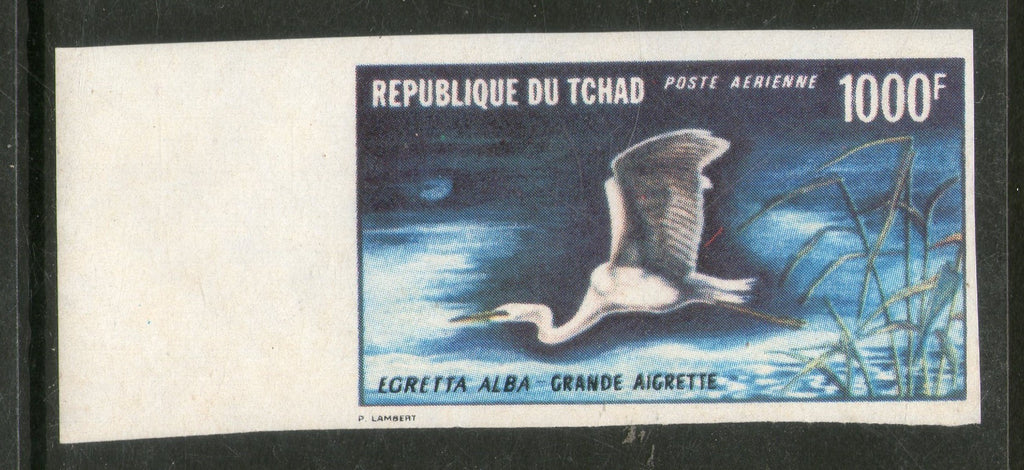 REPUBLIQUE DU TCHAD POSTE AERIENNE 1000F
EGRETTA ALBA - GRANDE AIGRETTE
P. LAMBERT